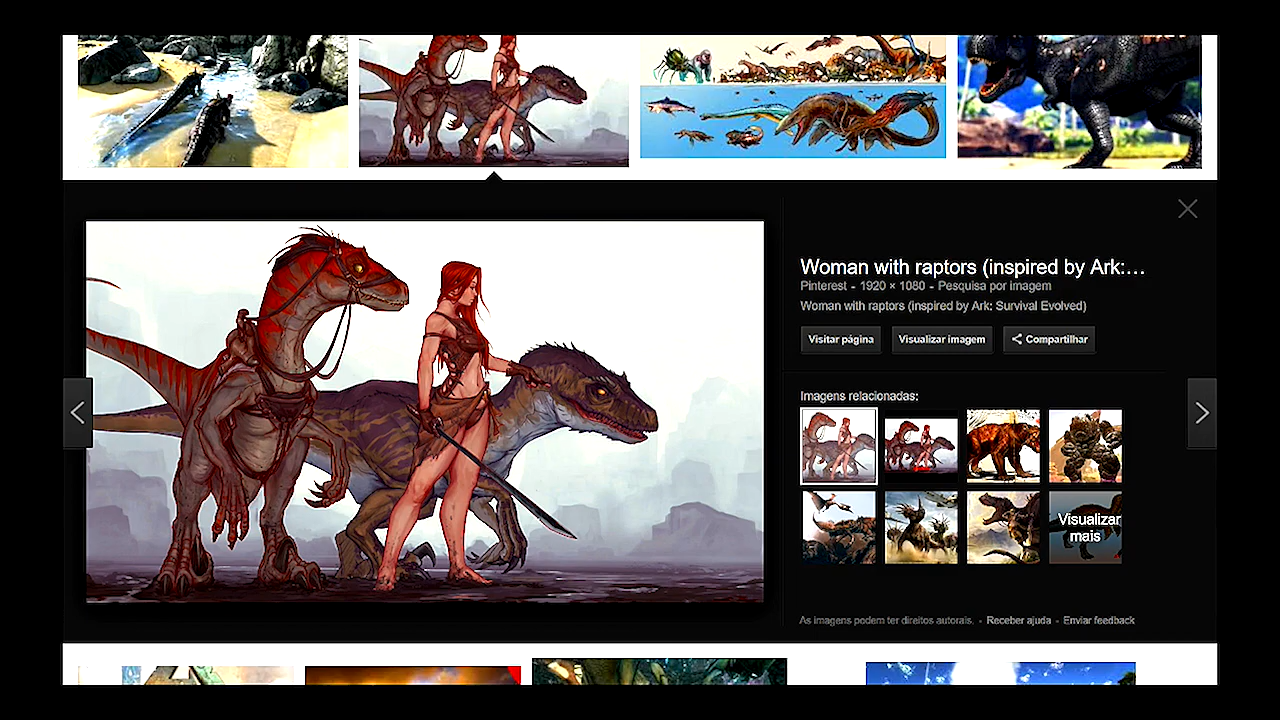 Woman with raptors (inspired by Ark:...
Pinterest - 1920 × 1080 - Pesquisa por imagem
Woman with raptors (inspired by Ark: Survival Evolved)
Visitar página
Visualizar imagem
Compartilhar
Imagens relacionadas:
Visualizar
mais
As imagens podem ter direitos autorais. - Receber ajuda - Enviar feedback